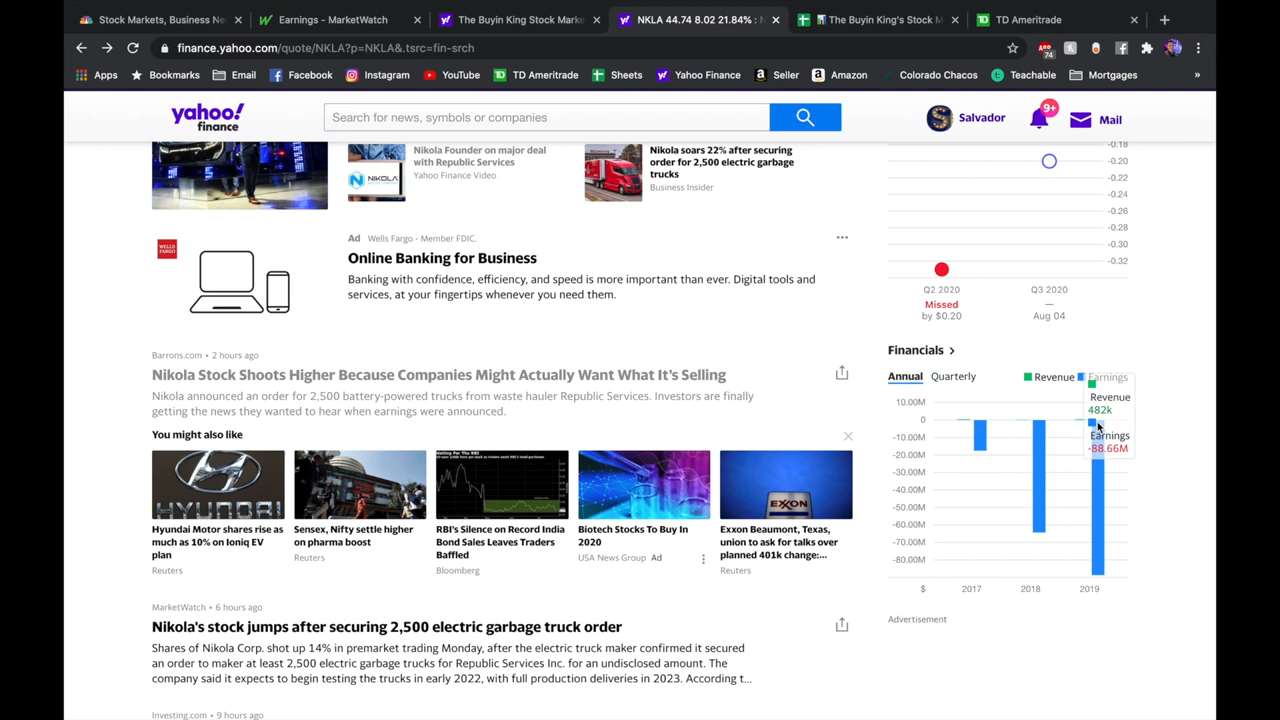 Stock Markets, Business Ne
Earnings - MarketWatch
The Buyin King Stock Marke
NKLA 44.74 8.02 21.84% :
The Buyin King's Stock M
TD Ameritrade
finance.yahoo.com/quote/NKLA?p=NKLA&.tsrc=fin-srch
74
Apps
Bookmarks
Email
Facebook
Instagram
YouTube
TD Ameritrade
Sheets
Yahoo Finance
Seller
Amazon
Colorado Chacos
Teachable
Mortgages
»
yahoo!
finance
Search for news, symbols or companies
Salvador
9+
Mail
Nikola Founder on major deal
with Republic Services
Yahoo Finance Video
NIKOLA
Nikola soars 22% after securing
order for 2,500 electric garbage
trucks
Business Insider
WELLS
FARGO
Ad Wells Fargo - Member FDIC.
Online Banking for Business
Banking with confidence, efficiency, and speed is more important than ever. Digital tools and
services, at your fingertips whenever you need them.
Barrons.com • 2 hours ago
Nikola Stock Shoots Higher Because Companies Might Actually Want What It's Selling
Nikola announced an order for 2,500 battery-powered trucks from waste hauler Republic Services. Investors are finally
getting the news they wanted to hear when earnings were announced.
You might also like
Hyundai Motor shares rise as
much as 10% on Ioniq EV
plan
Reuters
Sensex, Nifty settle higher
on pharma boost
Reuters
RBI's Silence on Record India
Bond Sales Leaves Traders
Baffled
Bloomberg
Biotech Stocks To Buy In
2020
USA News Group Ad
EXXON
Exxon Beaumont, Texas,
union to ask for talks over
planned 401k change:...
Reuters
MarketWatch • 6 hours ago
Nikola's stock jumps after securing 2,500 electric garbage truck order
Shares of Nikola Corp. shot up 14% in premarket trading Monday, after the electric truck maker confirmed it secured
an order to maker at least 2,500 electric garbage trucks for Republic Services Inc. for an undisclosed amount. The
company said it expects to begin testing the trucks in early 2022, with full production deliveries in 2023. According t...
Investing.com • 9 hours ago
-0.18
-0.20
-0.22
-0.24
-0.26
-0.28
-0.30
-0.32
Q2 2020
Missed
by $0.20
Q3 2020
—
Aug 04
Financials
Annual
Quarterly
Revenue
Earnings
Revenue
482k
Earnings
-88.66M
10.00M
0
-10.00M
-20.00M
-30.00M
-40.00M
-50.00M
-60.00M
-70.00M
-80.00M
$
2017
2018
2019
Advertisement